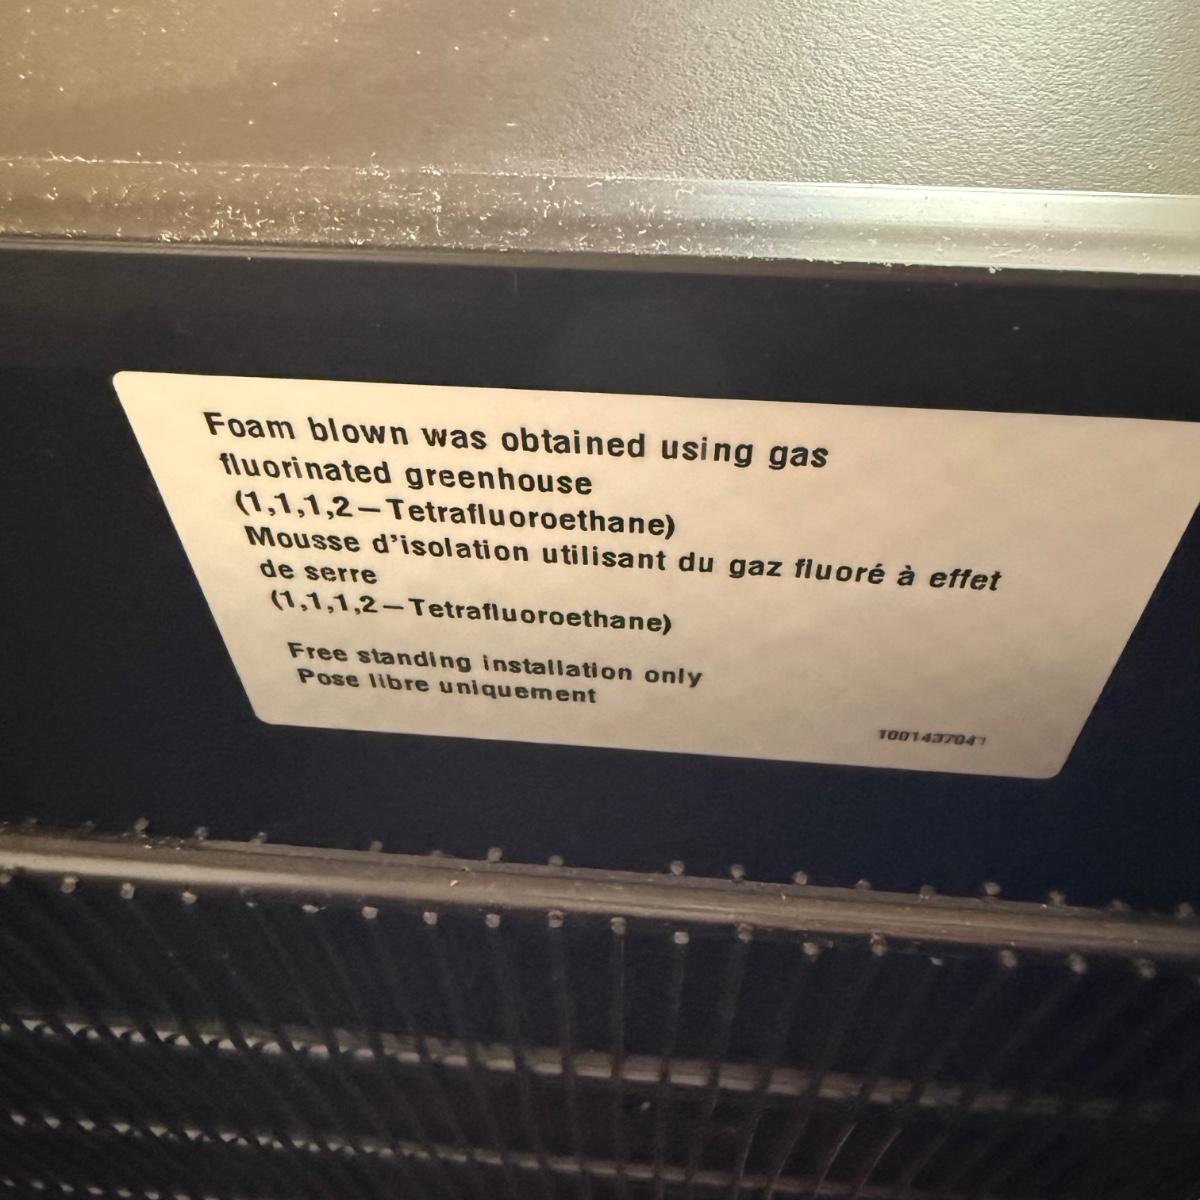 Foam blown was obtained using gas
fluorinated greenhouse
(1,1,1,2-Tetrafluoroethane)
Mousse d'isolation utilisant du gaz fluoré à effet
de serre
(1,1,1,2-Tetrafluoroethane)
Free standing installation only
Pose libre uniquement